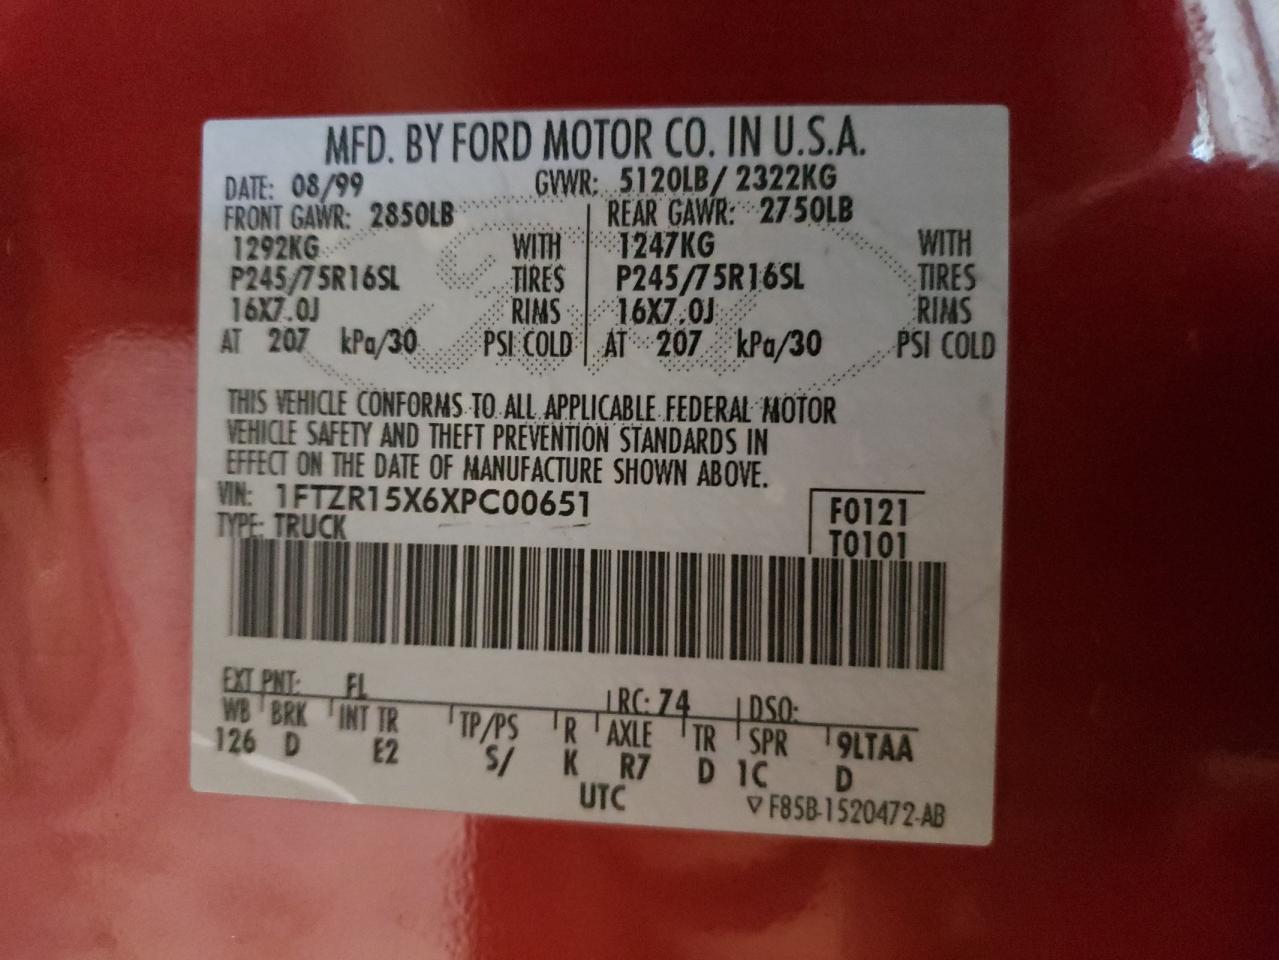 MFD. BY FORD MOTOR CO. IN U.S.A.
DATE: 08/99 GVWR: 5120LB/ 2322KG
FRONT GAWR: 2850LB REAR GAWR: 2750LB
1292KG WITH 1247KG WITH
P245/75R16SL TIRES P245/75R16SL TIRES
16X7.0J RIMS 16X7.0J RIMS
AT 207 kPa/30 PSI COLD AT 207 kPa/30 PSI COLD
THIS VEHICLE CONFORMS TO ALL APPLICABLE FEDERAL MOTOR
VEHICLE SAFETY AND THEFT PREVENTION STANDARDS IN
EFFECT ON THE DATE OF MANUFACTURE SHOWN ABOVE.
VIN: 1FTZR15X6XPC00651 F0121
TYPE: TRUCK T0101
EXT PNT: FL RC: 74 DSO:
WB BRK INT TR TP/PS R AXLE TR SPR 9LTAA
126 D E2 S/ K R7 D 1C D
UTC ▽ F85B-1520472-AB